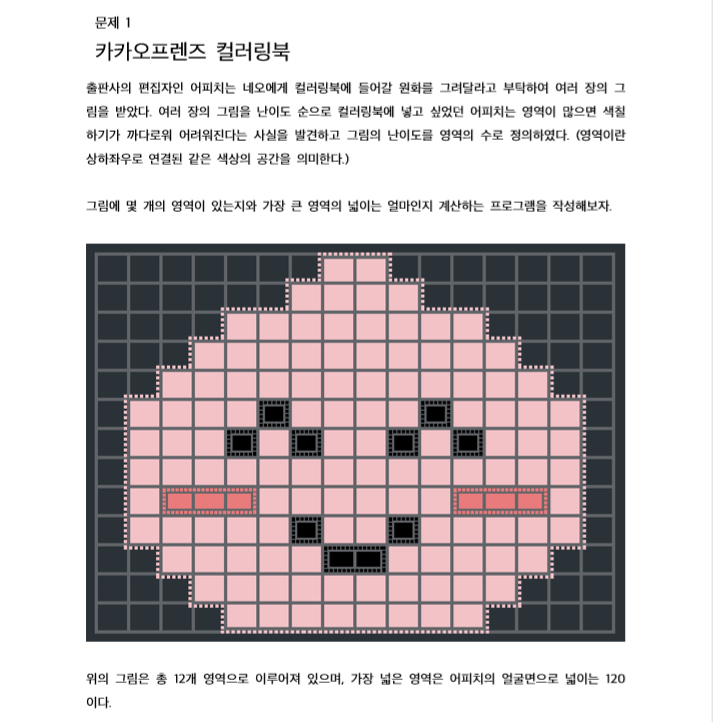 문제 1
카카오프렌즈 컬러링북
출판사의 편집자인 어피치는 네오에게 컬러링북에 들어갈 원화를 그려달라고 부탁하여 여러 장의 그
림을 받았다. 여러 장의 그림을 난이도 순으로 컬러링북에 넣고 싶었던 어피치는 영역이 많으면 색칠
하기가 까다로워 어려워진다는 사실을 발견하고 그림의 난이도를 영역의 수로 정의하였다. (영역이란
상하좌우로 연결된 같은 색상의 공간을 의미한다.)
그림에 몇 개의 영역이 있는지와 가장 큰 영역의 넓이는 얼마인지 계산하는 프로그램을 작성해보자.
위의 그림은 총 12개 영역으로 이루어져 있으며, 가장 넓은 영역은 어피치의 얼굴면으로 넓이는 120
이다.